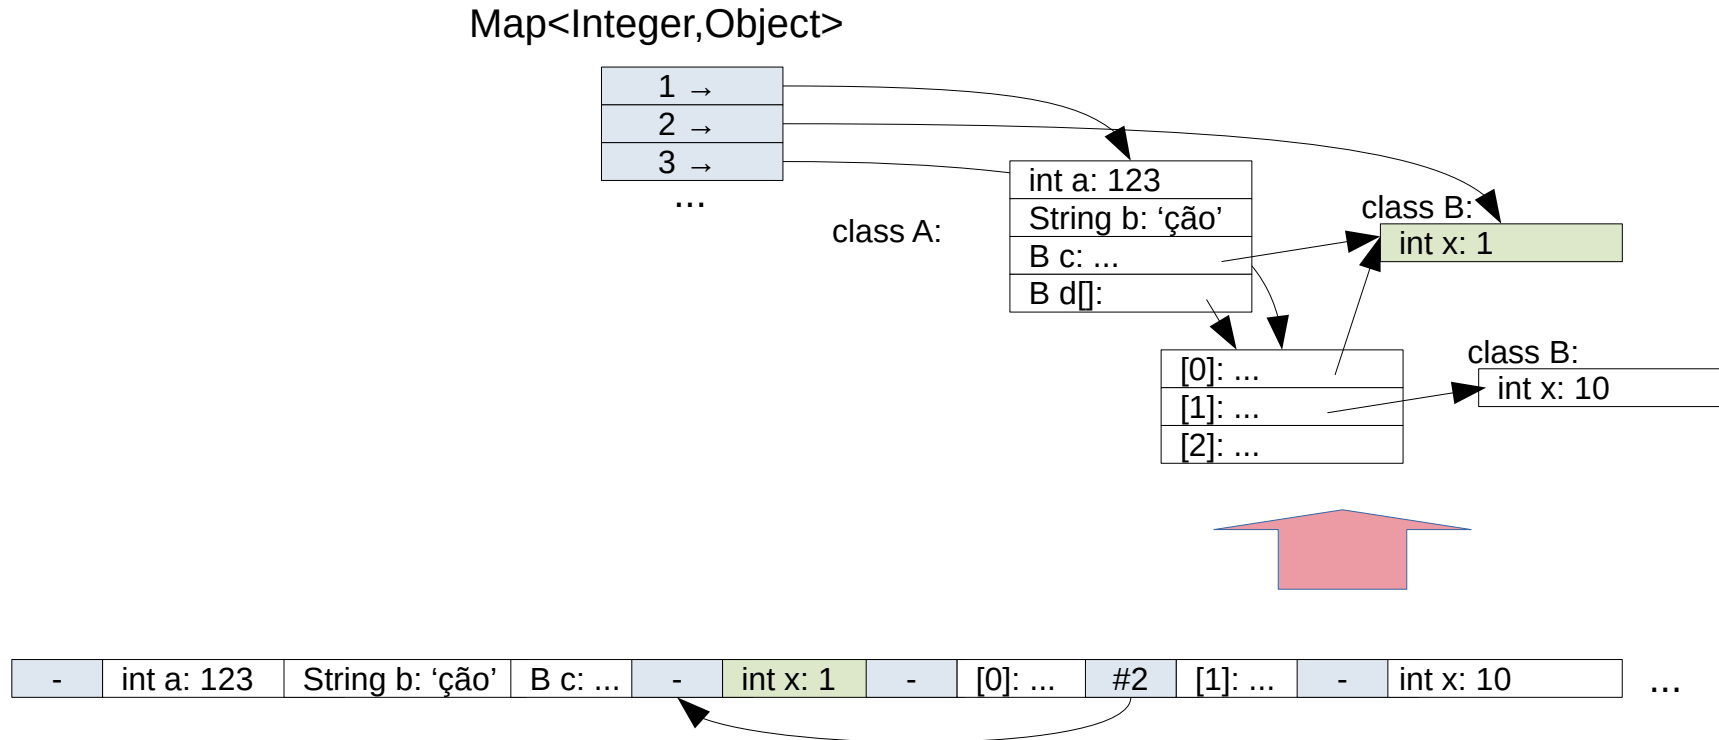 Map<Integer,Object>
1 →
2 →
3 →
...
class A:
int a: 123
String b: ‘ção’
B c: ...
B d[]:
class B:
int x: 1
[0]: ...
[1]: ...
[2]: ...
class B:
int x: 10
- int a: 123 String b: ‘ção’ B c: ... - int x: 1 - [0]: ... #2 [1]: ... - int x: 10 ...